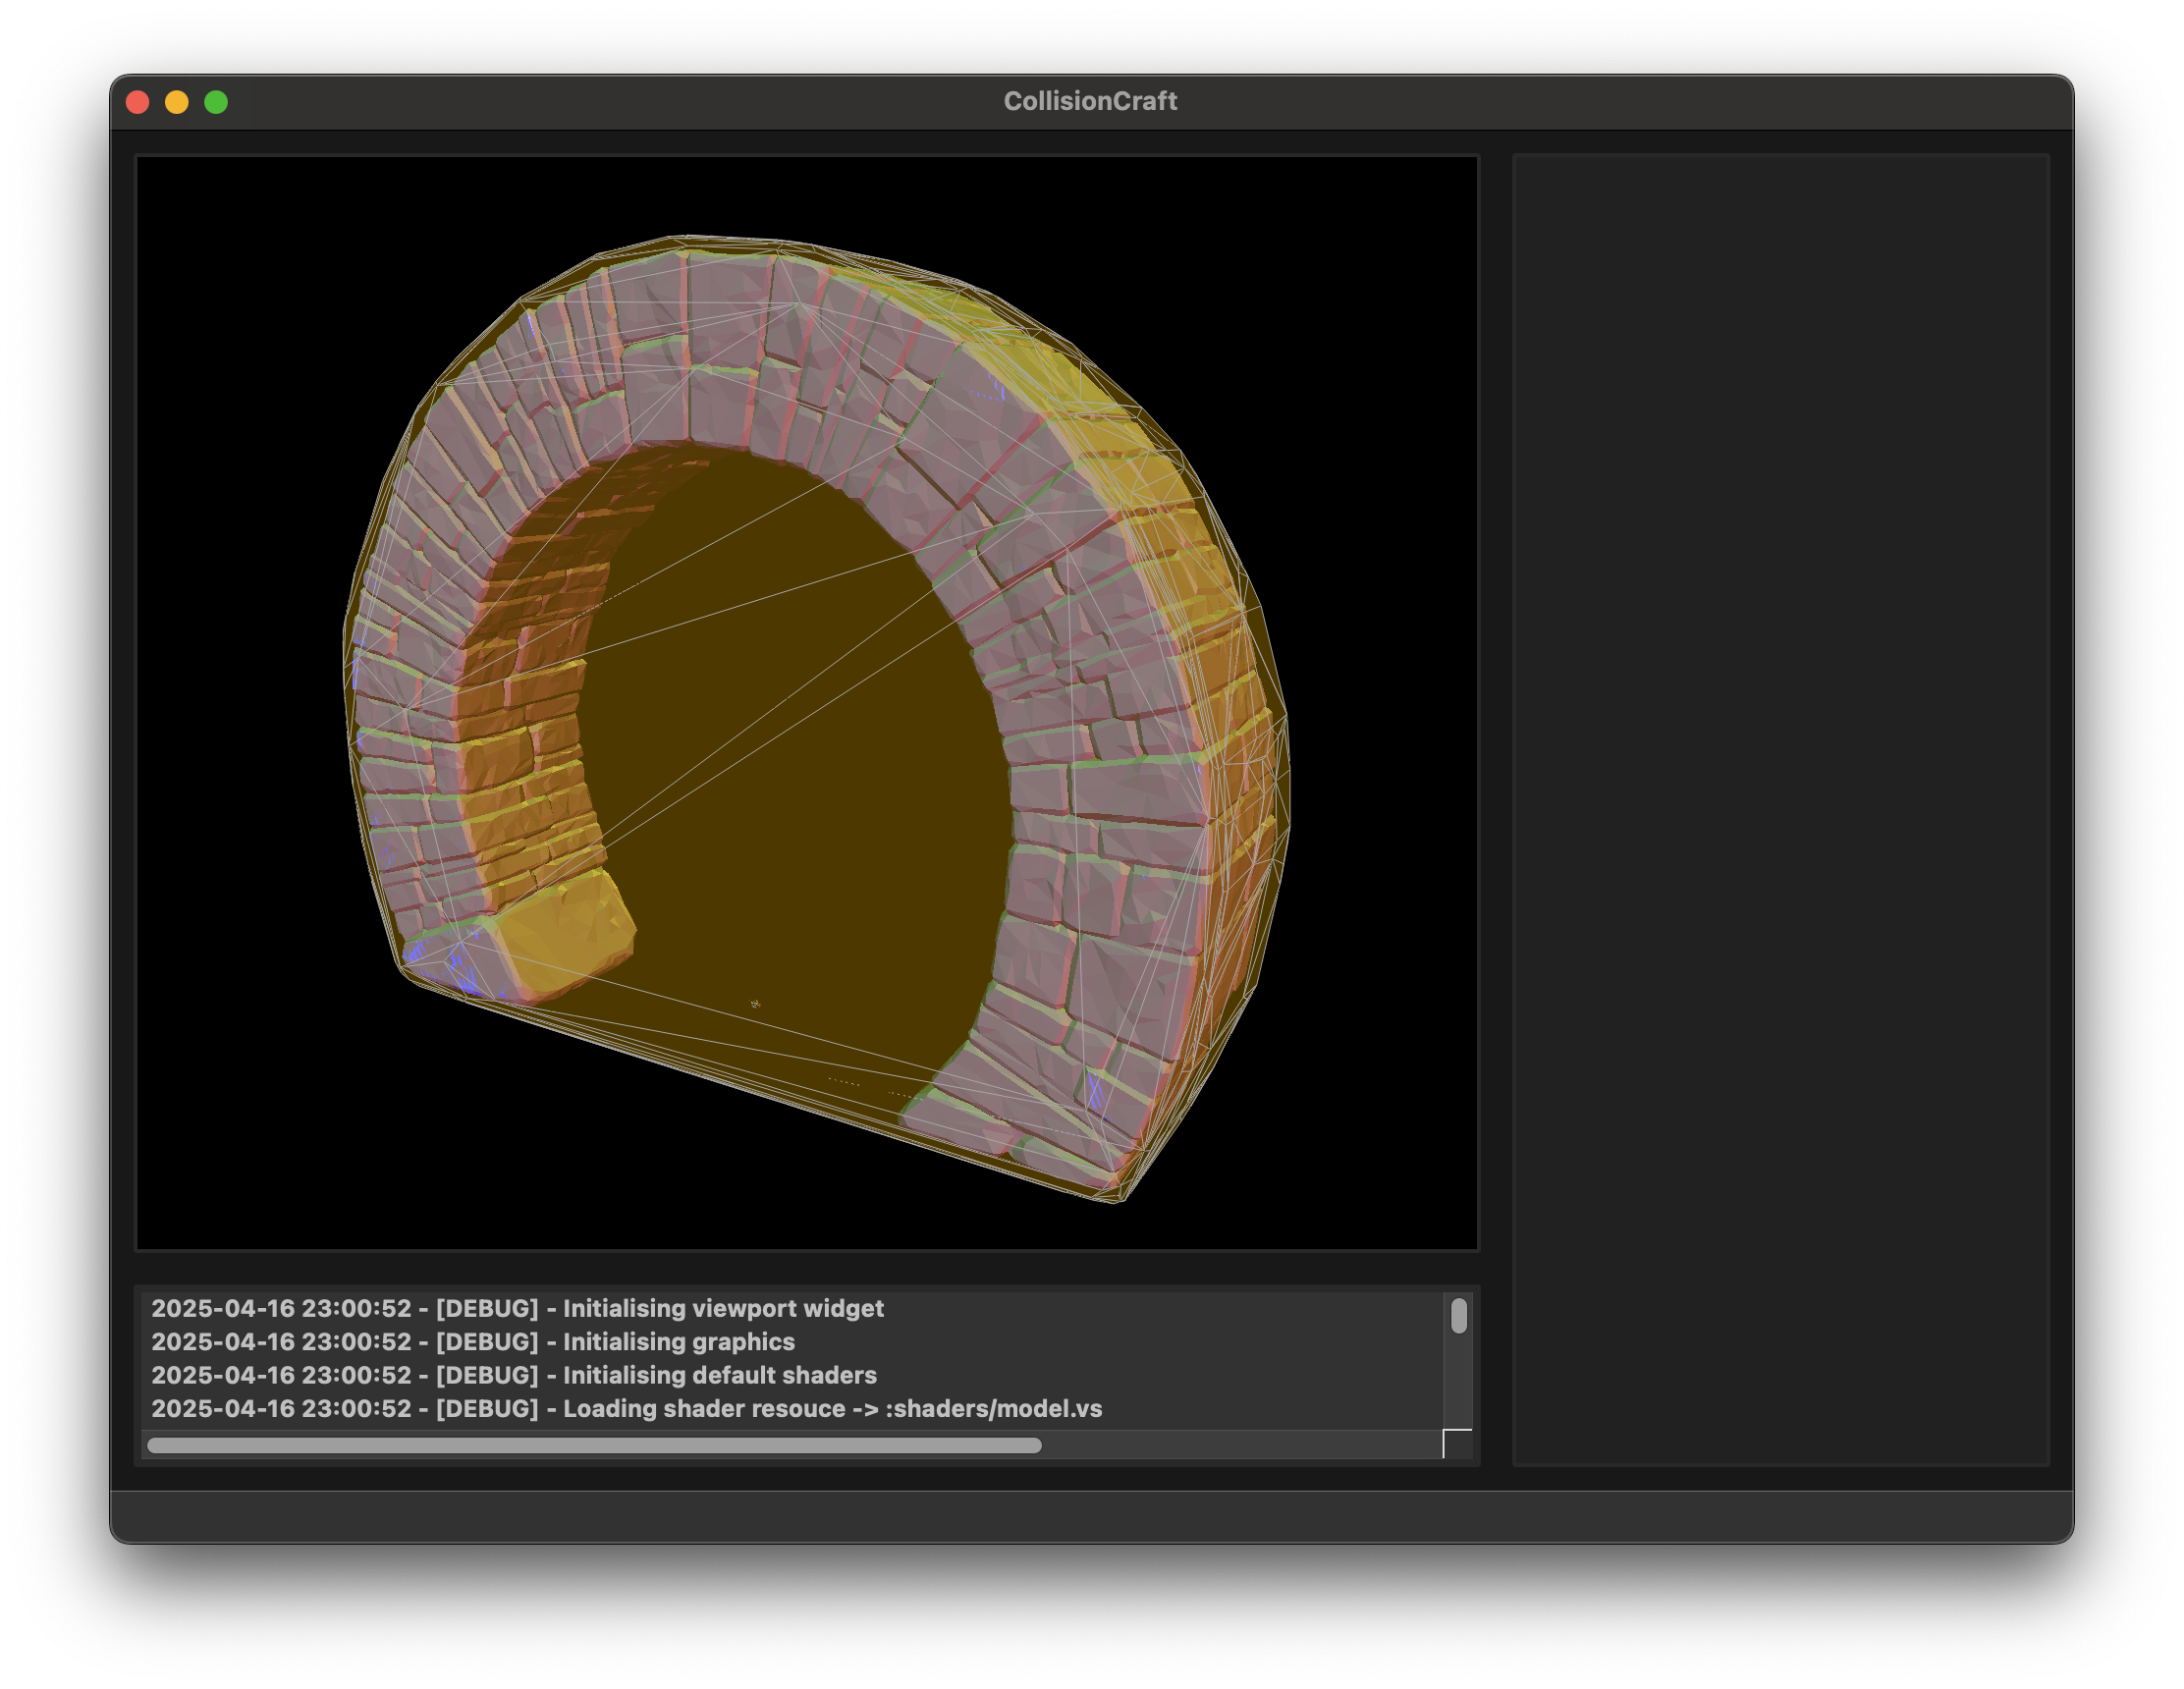 CollisionCraft
2025-04-16 23:00:52 - [DEBUG] - Initialising viewport widget
2025-04-16 23:00:52 - [DEBUG] - Initialising graphics
2025-04-16 23:00:52 - [DEBUG] - Initialising default shaders
2025-04-16 23:00:52 - [DEBUG] - Loading shader resouce -> :shaders/model.vs